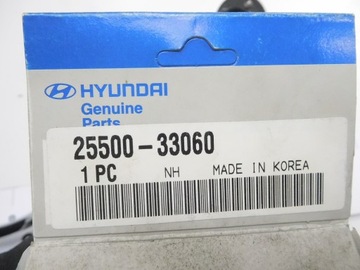 HYUNDAI
Genuine
Parts
25500-33060
1 PC NH MADE IN KOREA